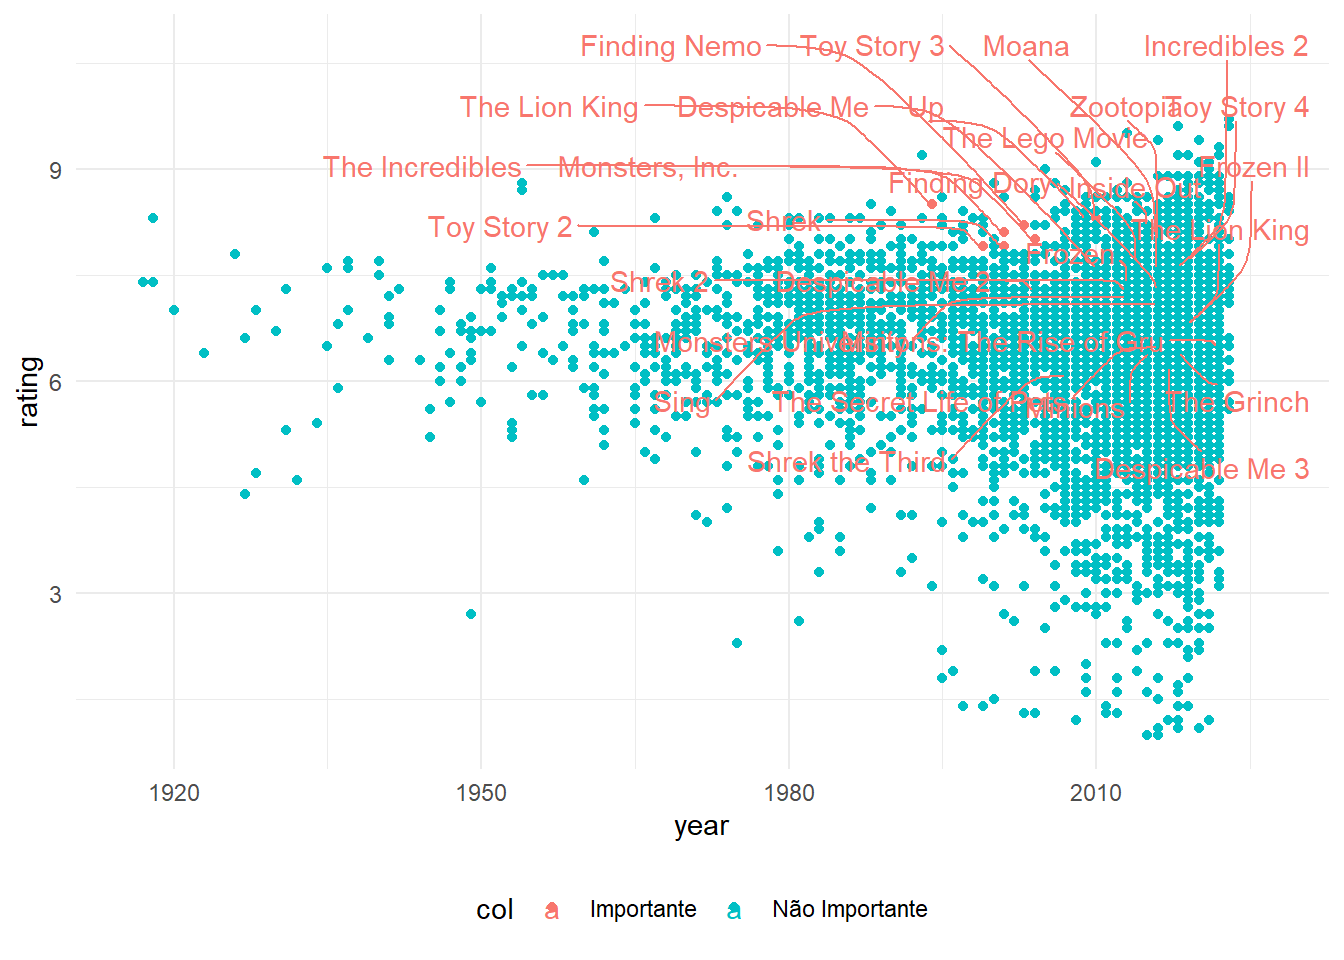 Finding Nemo Toy Story 3 Moana Incredibles 2
The Lion King Despicable Me Up Zootopia Toy Story 4
The Lego Movie
The Incredibles Monsters, Inc. Frozen II
Finding Dory Inside Out
Toy Story 2 Shrek The Lion King
Frozen
Shrek 2 Despicable Me 2
Monsters University Minions: The Rise of Gru
Sing The Secret Life of Pets Minions The Grinch
Shrek the Third Despicable Me 3
9
6
3
rating
1920 1950 1980 2010
year
col a Importante a Não Importante